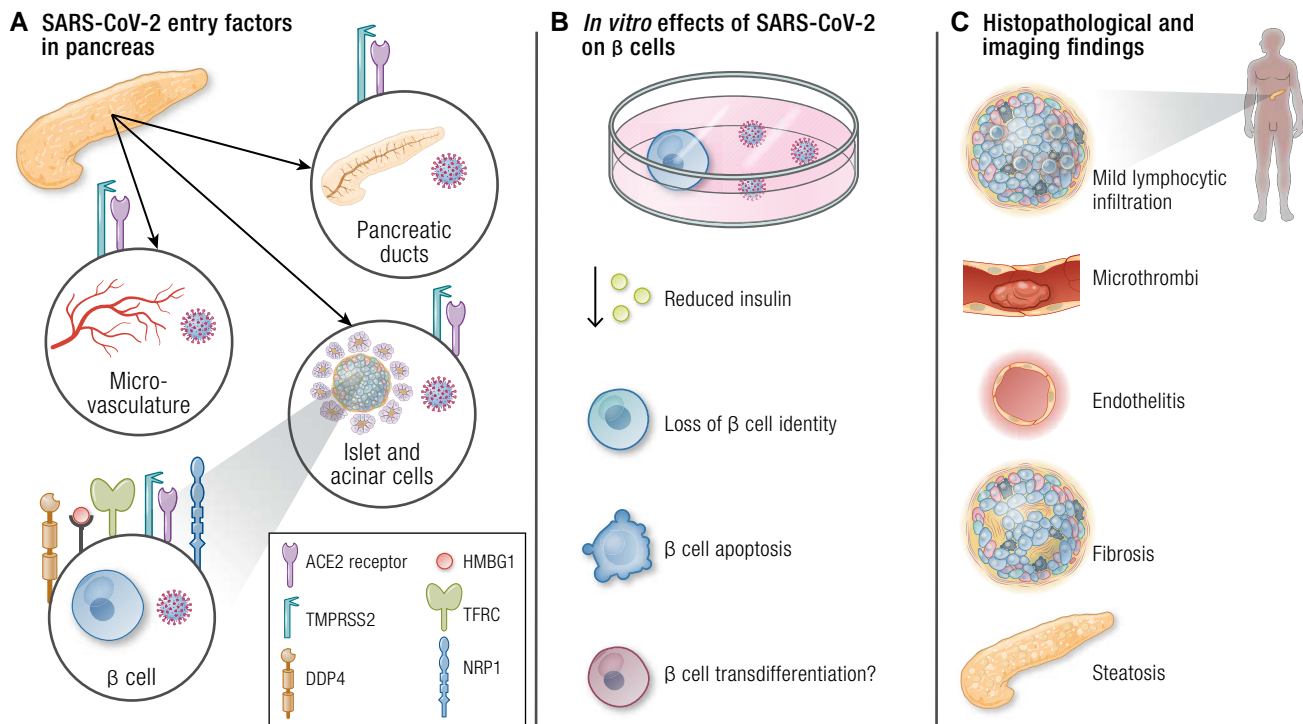 A SARS-CoV-2 entry factors
in pancreas
Pancreatic
ducts
Micro-
vasculature
Islet and
acinar cells
β cell
ACE2 receptor
HMBG1
TMPRSS2
TFRC
DDP4
NRP1
B In vitro effects of SARS-CoV-2
on β cells
Reduced insulin
Loss of β cell identity
β cell apoptosis
β cell transdifferentiation?
C Histopathological and
imaging findings
Mild lymphocytic
infiltration
Microthrombi
Endothelitis
Fibrosis
Steatosis